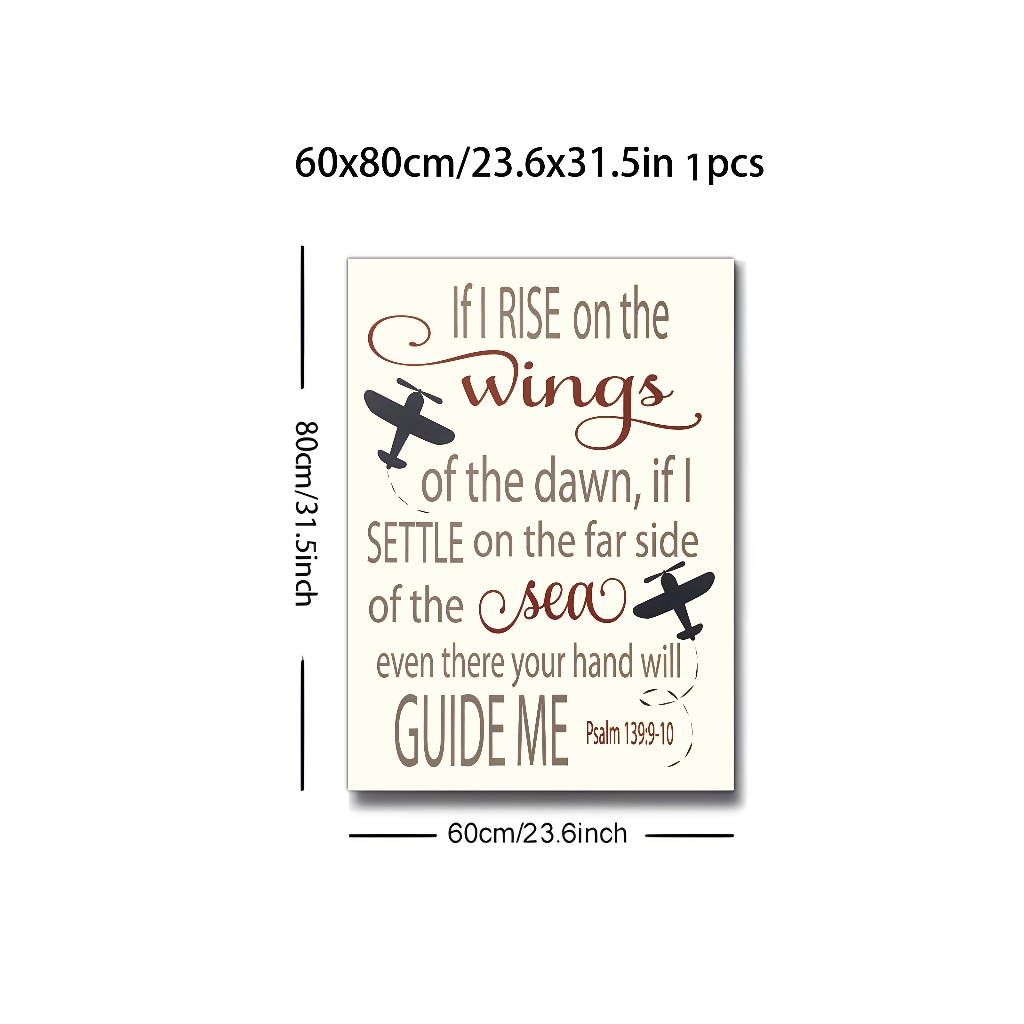 60x80cm/23.6x31.5in 1pcs
80cm/31.5inch
If I RISE on the
wings
of the dawn, if I
SETTLE on the far side
of the sea
even there your hand will
GUIDE ME Psalm 139:9-10
60cm/23.6inch